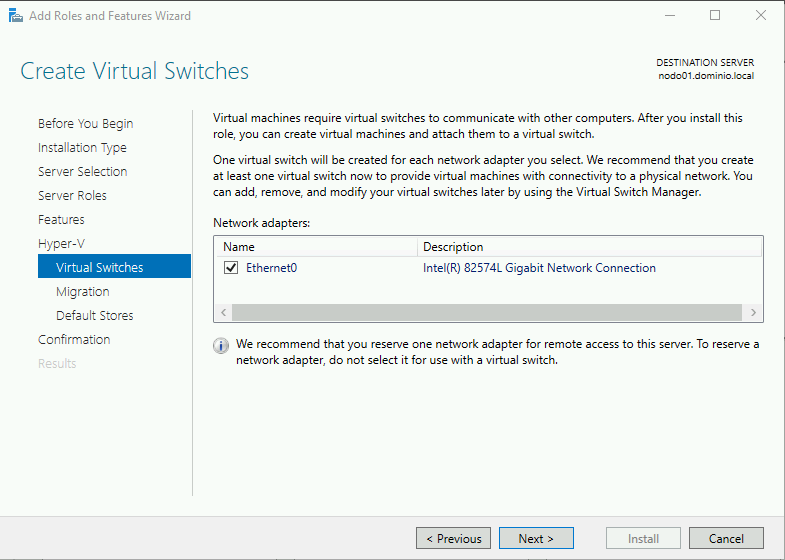 Add Roles and Features Wizard
Create Virtual Switches
DESTINATION SERVER
nodo01.dominio.local
Before You Begin
Installation Type
Server Selection
Server Roles
Features
Hyper-V
Virtual Switches
Migration
Default Stores
Confirmation
Results
Virtual machines require virtual switches to communicate with other computers. After you install this
role, you can create virtual machines and attach them to a virtual switch.
One virtual switch will be created for each network adapter you select. We recommend that you create
at least one virtual switch now to provide virtual machines with connectivity to a physical network. You
can add, remove, and modify your virtual switches later by using the Virtual Switch Manager.
Network adapters:
Name Description
Ethernet0 Intel(R) 82574L Gigabit Network Connection
We recommend that you reserve one network adapter for remote access to this server. To reserve a
network adapter, do not select it for use with a virtual switch.
< Previous Next > Install Cancel